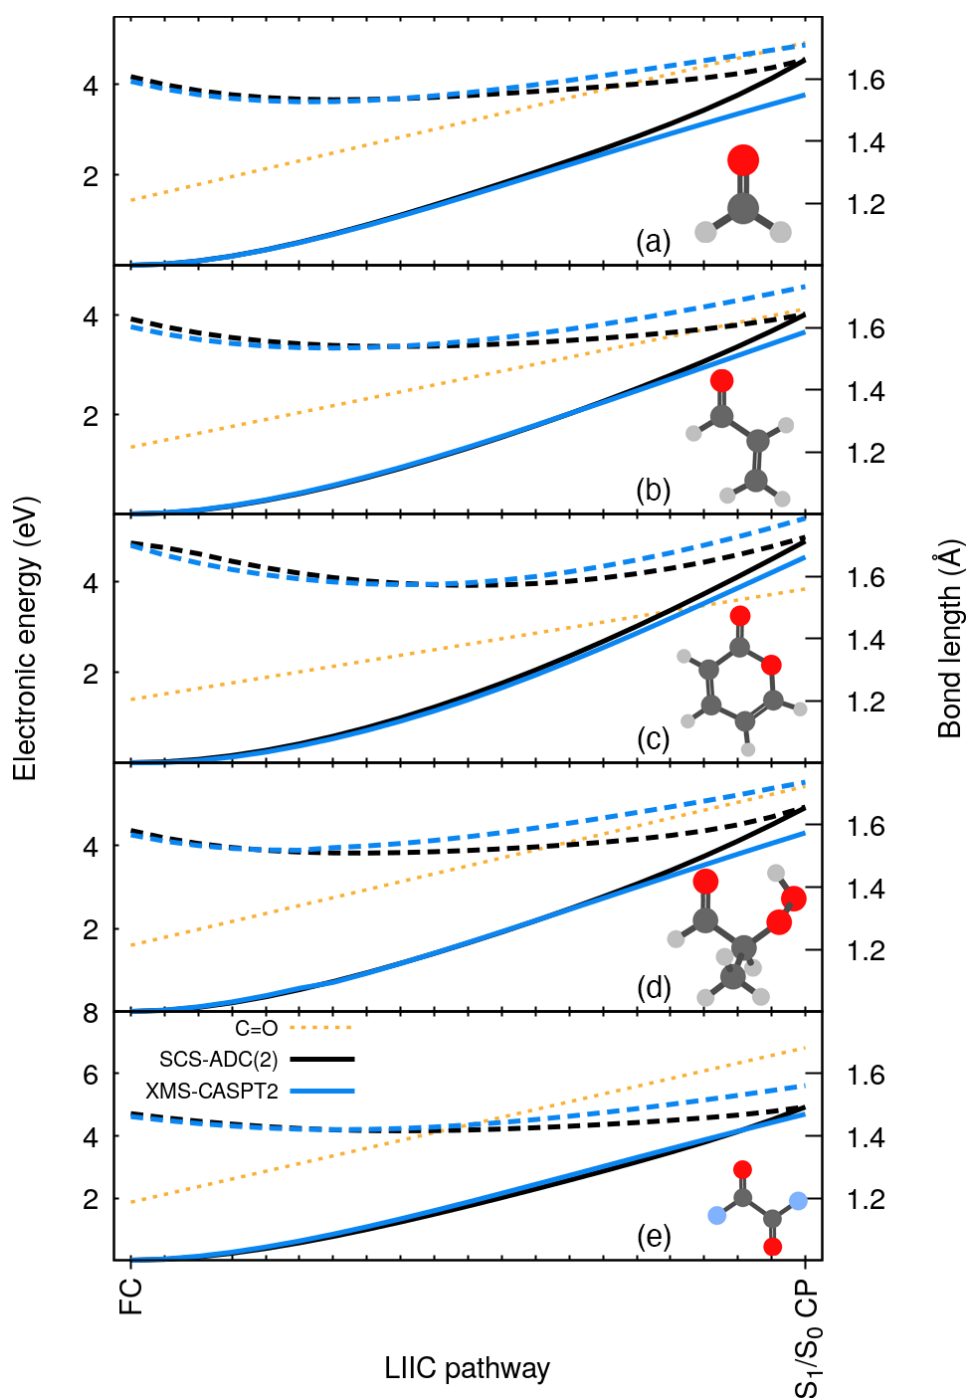 4
2
1.6
1.4
1.2
(a)
4
2
1.6
1.4
1.2
(b)
4
2
1.6
1.4
1.2
(c)
4
2
1.6
1.4
1.2
(d)
8
6
4
2
1.6
1.4
1.2
C=O
SCS-ADC(2)
XMS-CASPT2
(e)
Electronic energy (eV)
Bond length (Å)
FC
S1/S0 CP
LIIC pathway